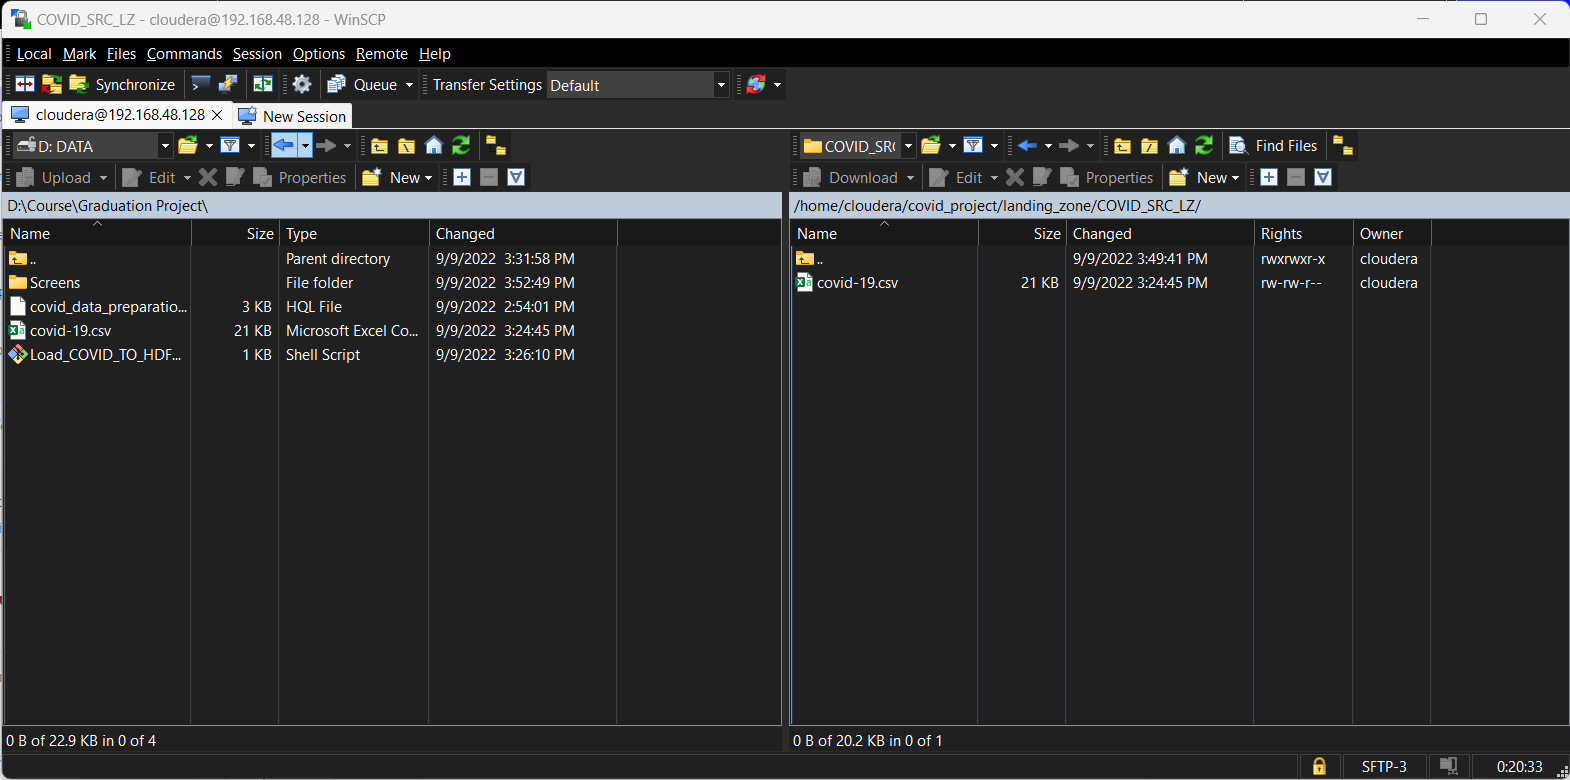 COVID_SRC_LZ - cloudera@192.168.48.128 - WinSCP
Local Mark Files Commands Session Options Remote Help
Synchronize Queue Transfer Settings Default
cloudera@192.168.48.128 New Session
D: DATA
Upload Edit Properties New
D:\Course\Graduation Project\
Name Size Type Changed
.. Parent directory 9/9/2022 3:31:58 PM
Screens File folder 9/9/2022 3:52:49 PM
covid_data_preparatio... 3 KB HQL File 9/9/2022 2:54:01 PM
covid-19.csv 21 KB Microsoft Excel Co... 9/9/2022 3:24:45 PM
Load_COVID_TO_HDF... 1 KB Shell Script 9/9/2022 3:26:10 PM
0 B of 22.9 KB in 0 of 4
COVID_SR Find Files
Download Edit Properties New
/home/cloudera/covid_project/landing_zone/COVID_SRC_LZ/
Name Size Changed Rights Owner
.. 9/9/2022 3:49:41 PM rwxrwxr-x cloudera
covid-19.csv 21 KB 9/9/2022 3:24:45 PM rw-rw-r-- cloudera
0 B of 20.2 KB in 0 of 1
SFTP-3 0:20:33